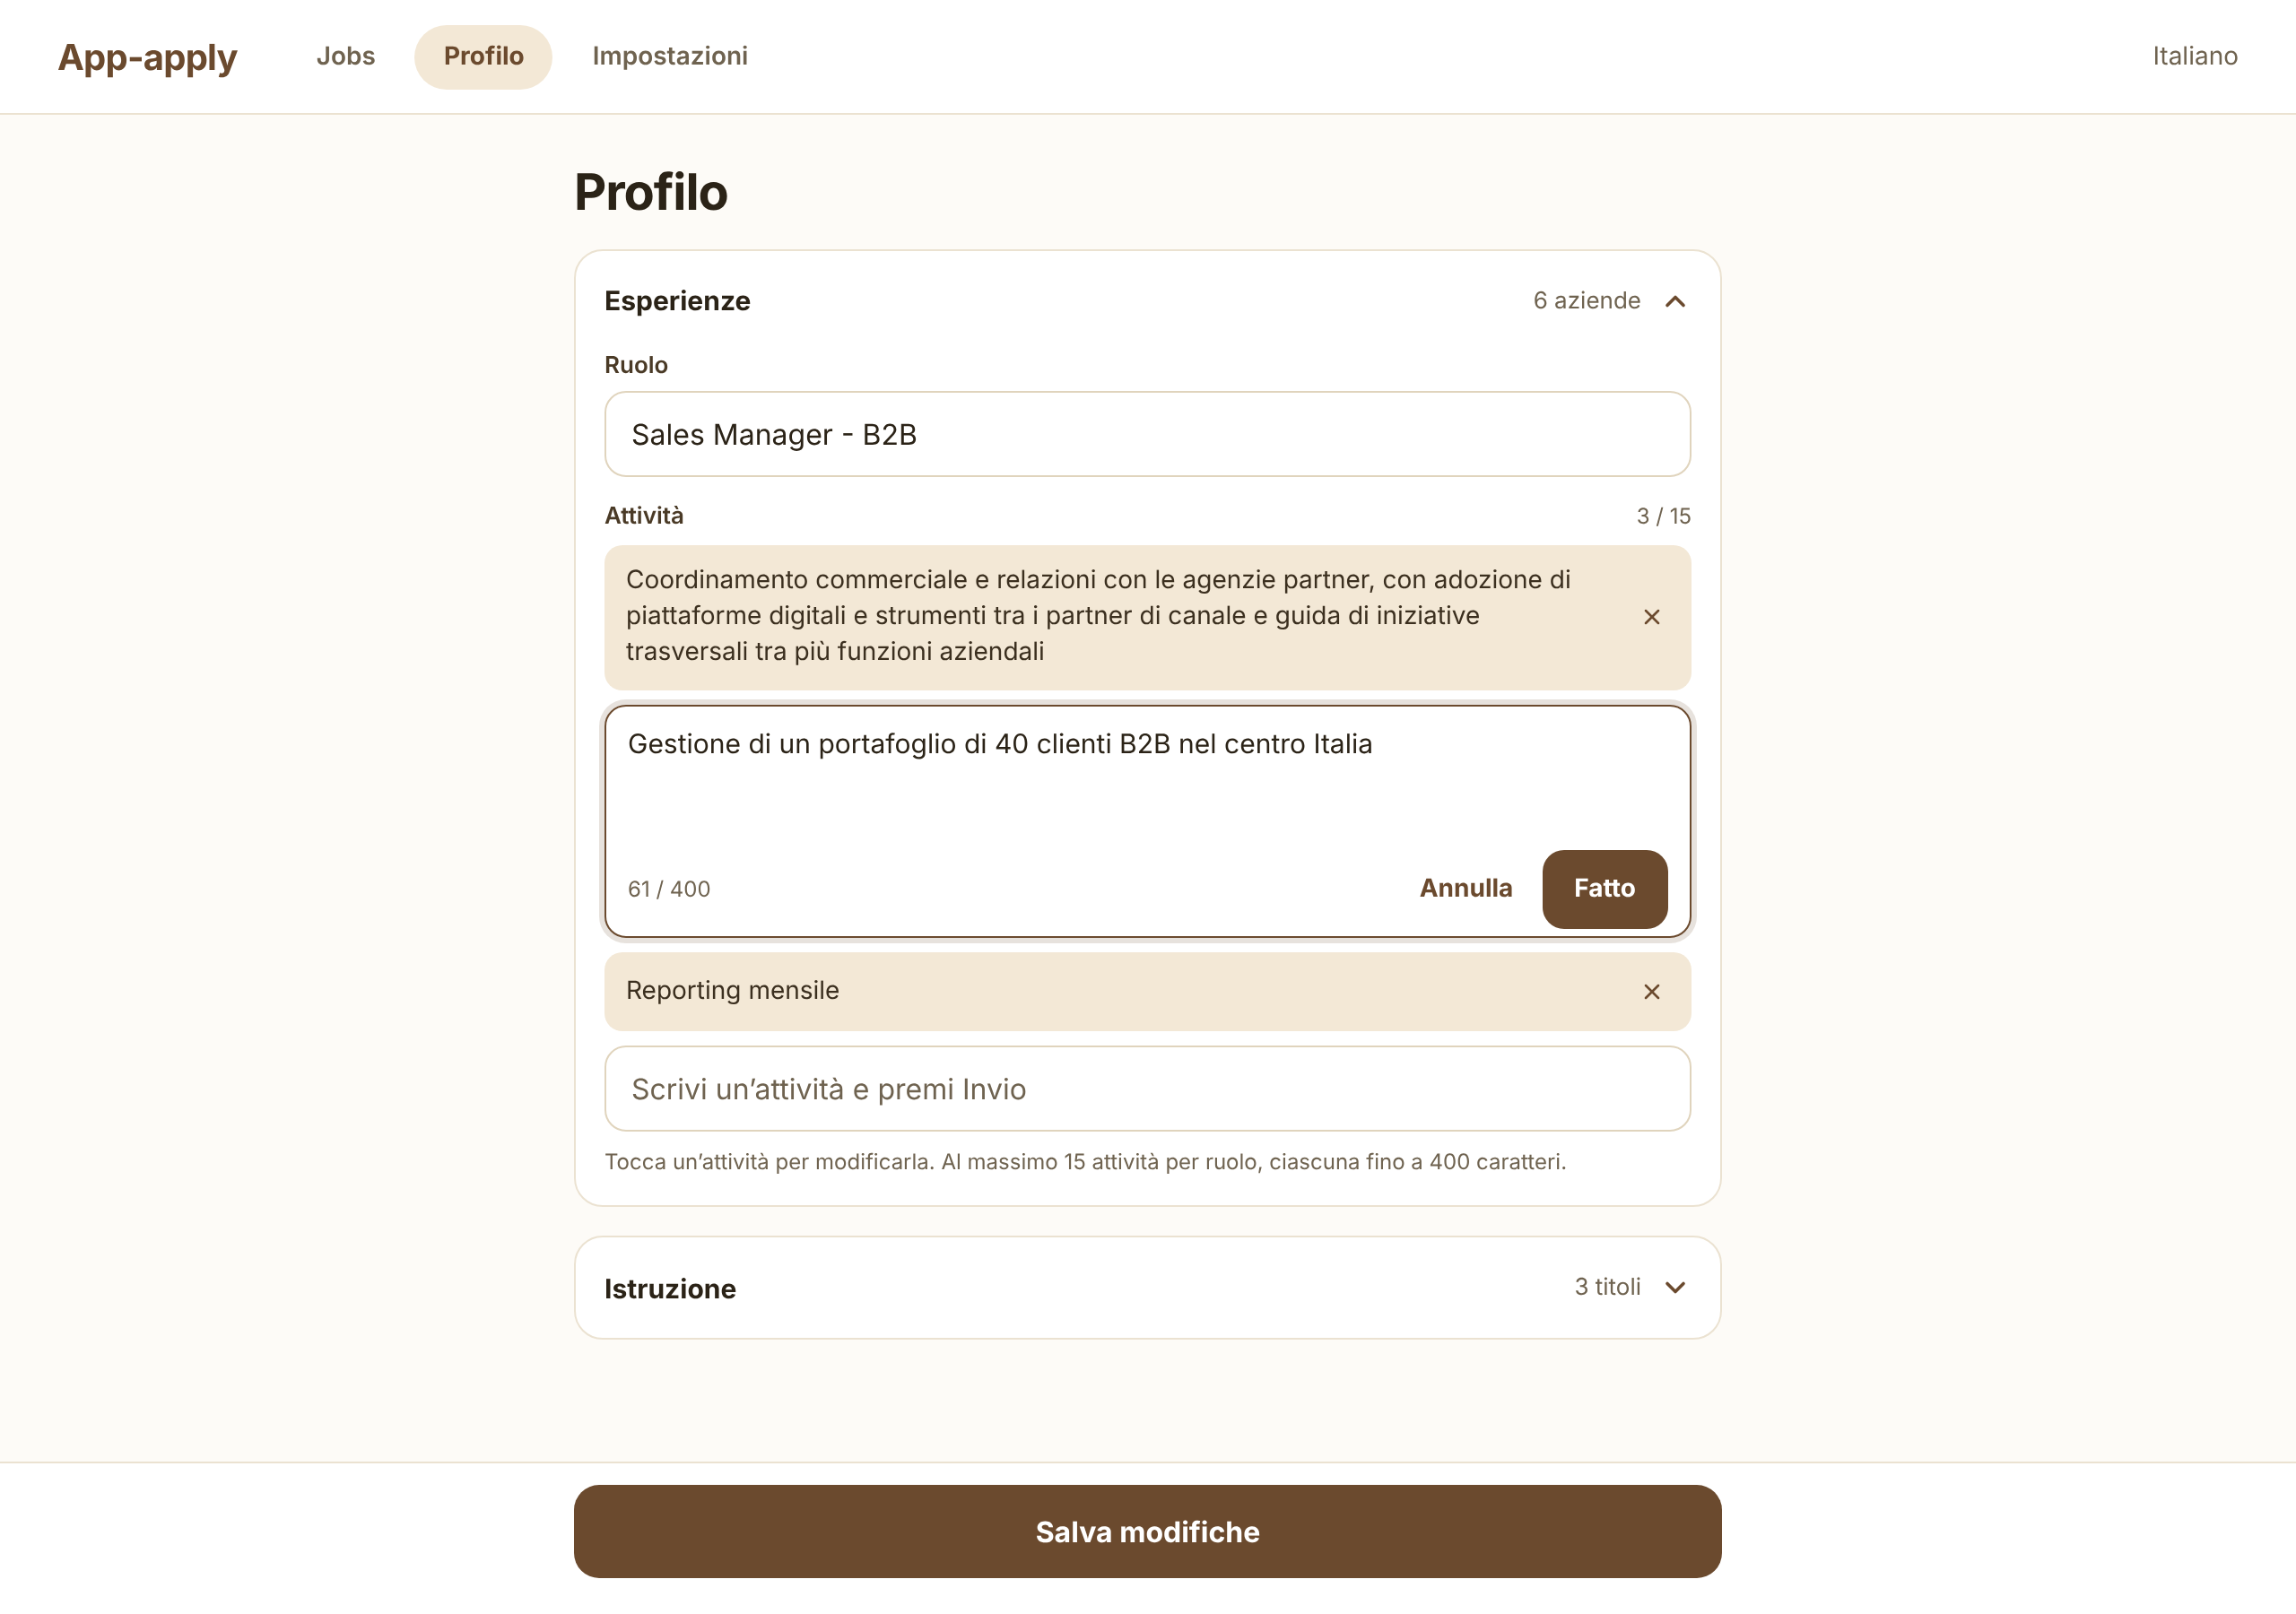 App-apply
Jobs
Profilo
Impostazioni
Italiano
Profilo
Esperienze
6 aziende
Ruolo
Sales Manager - B2B
Attività
3 / 15
Coordinamento commerciale e relazioni con le agenzie partner, con adozione di
piattaforme digitali e strumenti tra i partner di canale e guida di iniziative
trasversali tra più funzioni aziendali
Gestione di un portafoglio di 40 clienti B2B nel centro Italia
61 / 400
Annulla
Fatto
Reporting mensile
Scrivi un’attività e premi Invio
Tocca un’attività per modificarla. Al massimo 15 attività per ruolo, ciascuna fino a 400 caratteri.
Istruzione
3 titoli
Salva modifiche